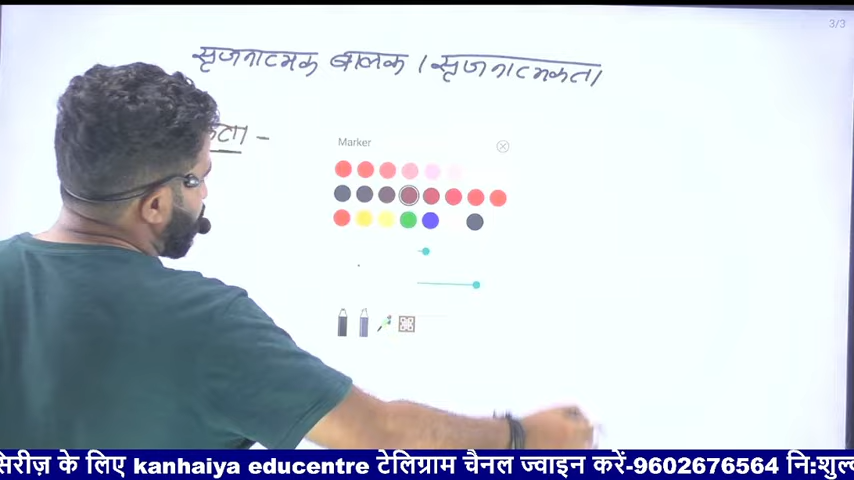 3/3
सृजनात्मक बालक / सृजनात्मकता
Marker
सिरीज़ के लिए kanhaiya educentre टेलिग्राम चैनल ज्वाइन करें-9602676564 नि:शुल्क